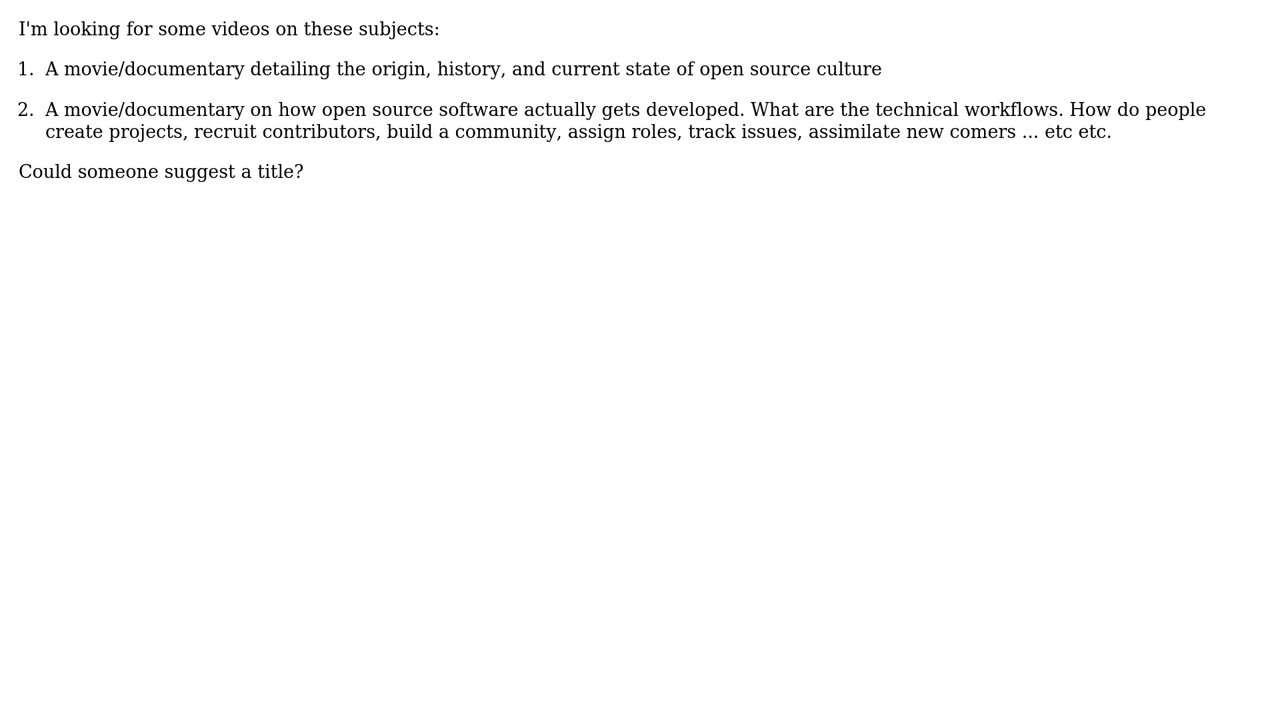 I'm looking for some videos on these subjects:
1. A movie/documentary detailing the origin, history, and current state of open source culture
2. A movie/documentary on how open source software actually gets developed. What are the technical workflows. How do people
create projects, recruit contributors, build a community, assign roles, track issues, assimilate new comers ... etc etc.
Could someone suggest a title?